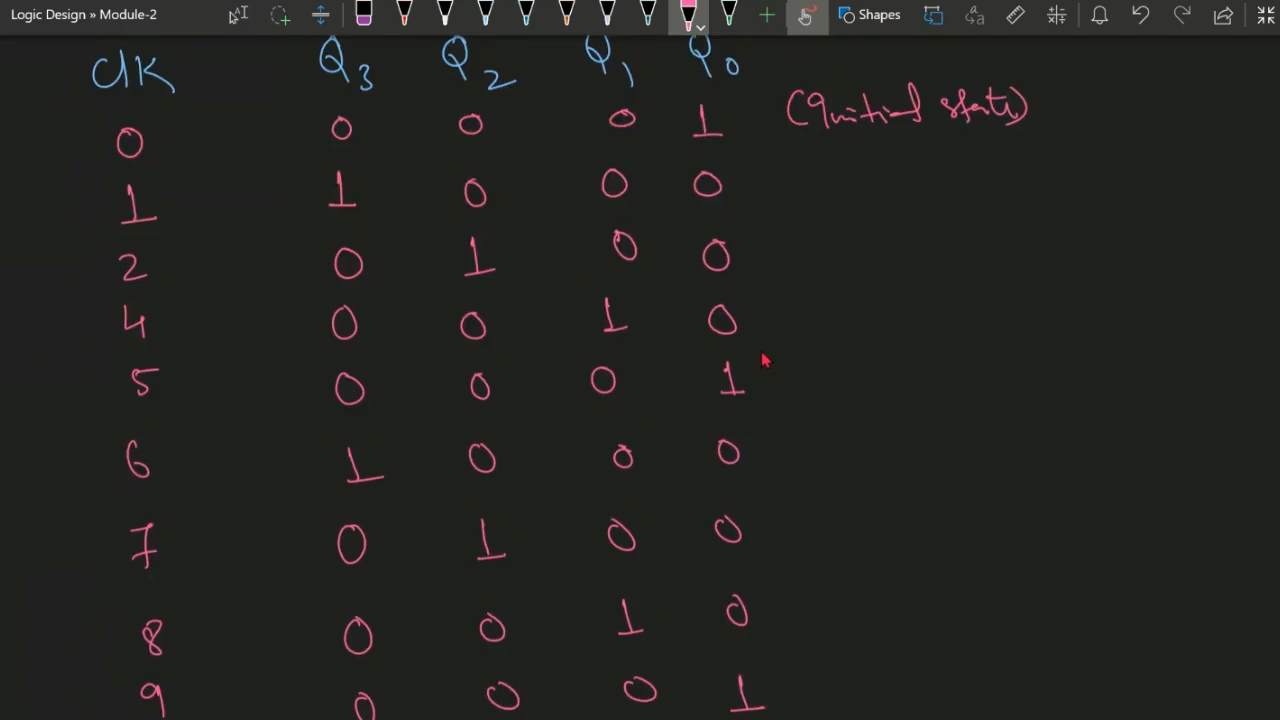 Logic Design » Module-2
Shapes
Clk Q3 Q2 Q1 Q0
0 0 0 0 1 (Initial state)
1 1 0 0 0
2 0 1 0 0
4 0 0 1 0
5 0 0 0 1
6 1 0 0 0
7 0 1 0 0
8 0 0 1 0
9 0 0 0 1